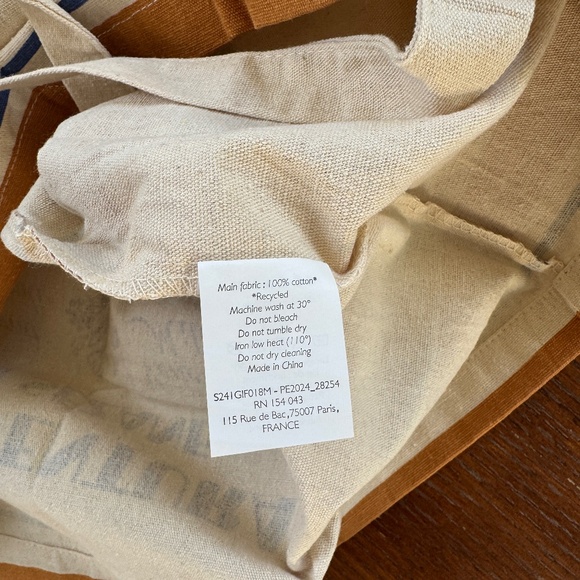 Main fabric : 100% cotton*
*Recycled
Machine wash at 30°
Do not bleach
Do not tumble dry
Iron low heat (110°)
Do not dry cleaning
Made in China
S241GIF018M - PE2024_28254
RN 154 043
115 Rue de Bac,75007 Paris,
FRANCE